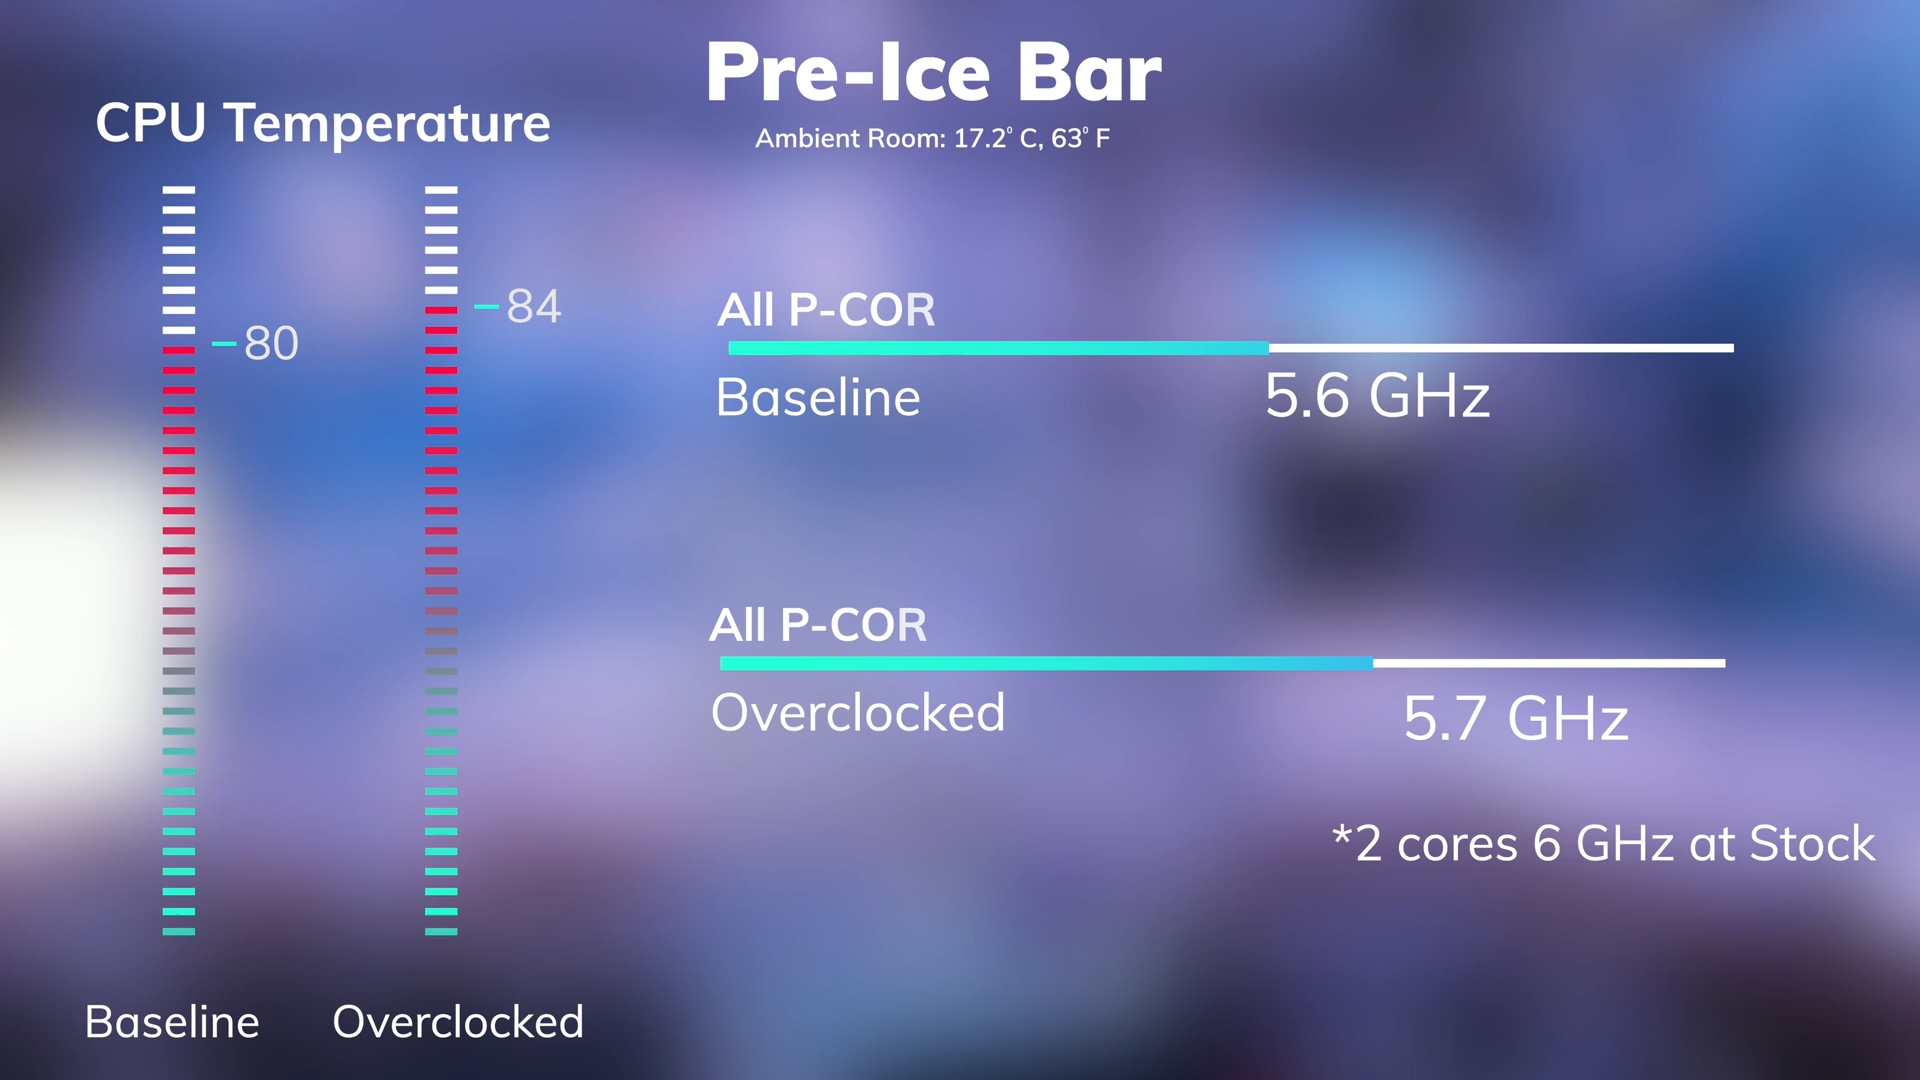 Pre-Ice Bar
Ambient Room: 17.2° C, 63° F
CPU Temperature
80
84
Baseline
Overclocked
All P-COR
Baseline
5.6 GHz
All P-COR
Overclocked
5.7 GHz
*2 cores 6 GHz at Stock